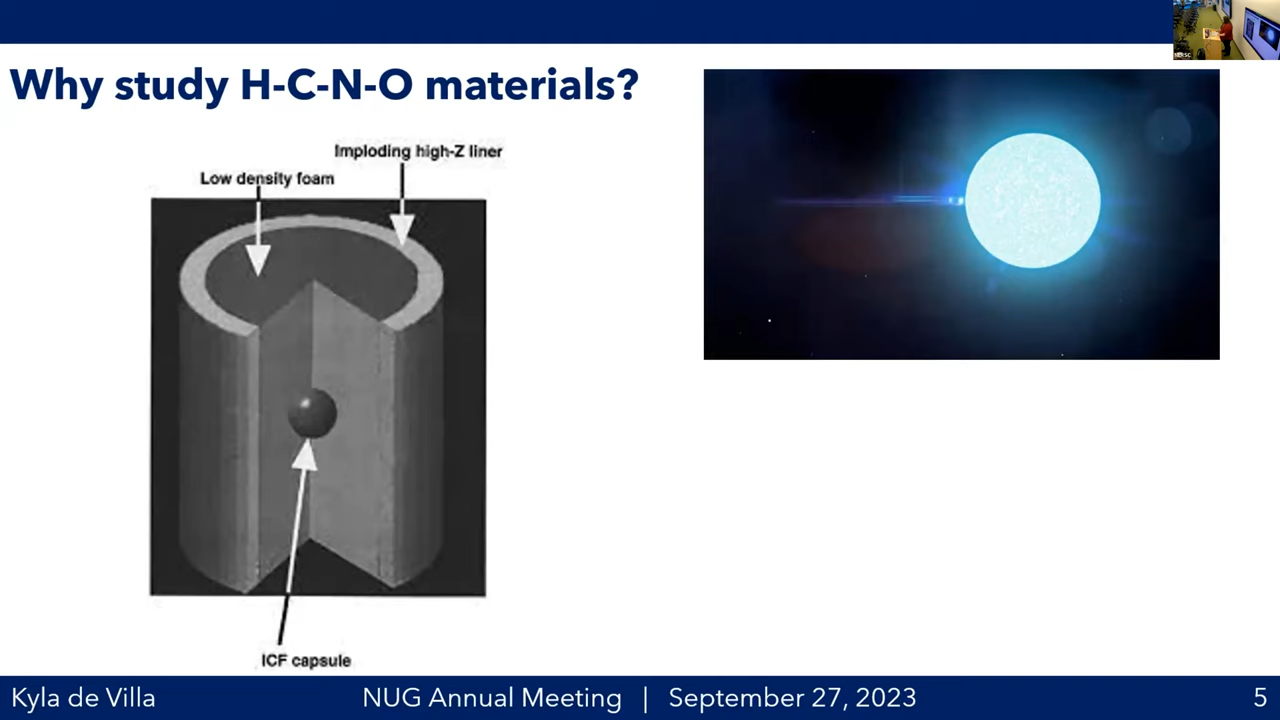 Why study H-C-N-O materials?
Imploding high-Z liner
Low density foam
ICF capsule
Kyla de Villa
NUG Annual Meeting | September 27, 2023
5